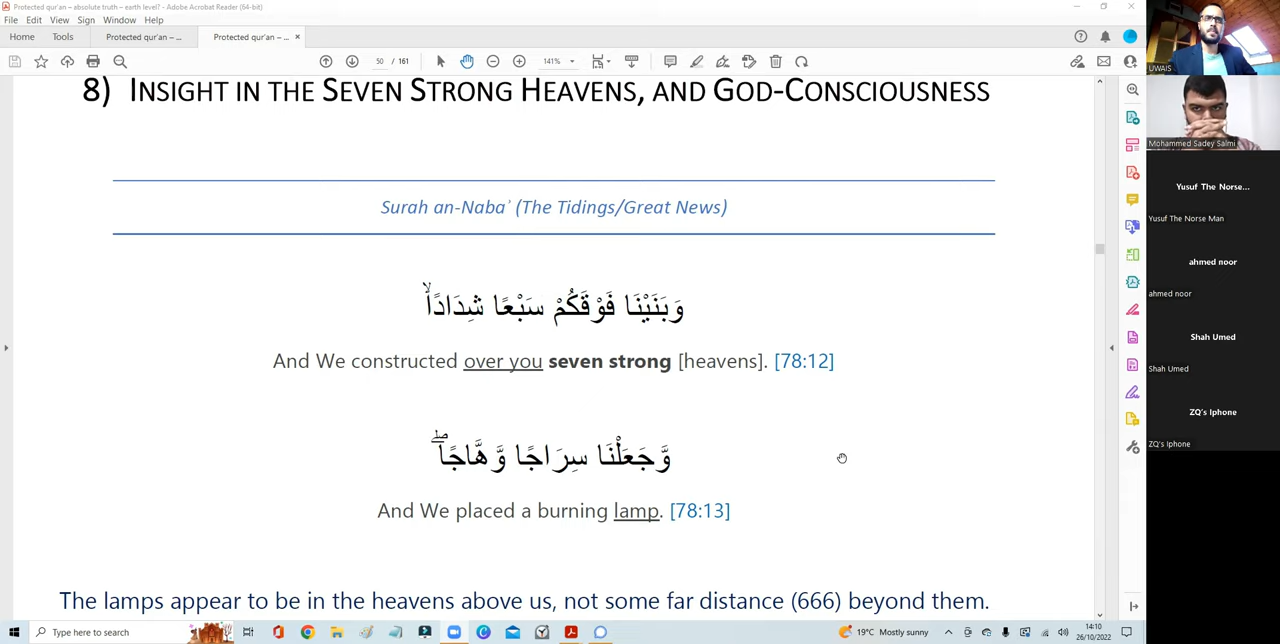 Protected qur'an – absolute truth – earth level? - Adobe Acrobat Reader (64-bit)
File Edit View Sign Window Help
Home Tools Protected qur'an – ... Protected qur'an – ... ×
50 / 161 141%
8) INSIGHT IN THE SEVEN STRONG HEAVENS, AND GOD-CONSCIOUSNESS
Surah an-Naba' (The Tidings/Great News)
وَبَنَيْنَا فَوْقَكُمْ سَبْعًا شِدَادًاۙ
And We constructed over you seven strong [heavens]. [78:12]
وَّجَعَلْنَا سِرَاجًا وَّهَّاجًاۖ
And We placed a burning lamp. [78:13]
The lamps appear to be in the heavens above us, not some far distance (666) beyond them.
UWAIS
Mohammed Sadey Salmi
Yusuf The Norse...
Yusuf The Norse Man
ahmed noor
ahmed noor
Shah Umed
Shah Umed
ZQ's Iphone
ZQ's Iphone
Type here to search
19°C Mostly sunny
14:10
26/10/2022